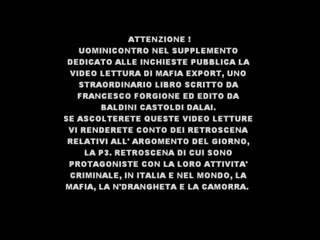 ATTENZIONE !
UOMINICONTRO NEL SUPPLEMENTO
DEDICATO ALLE INCHIESTE PUBBLICA LA
VIDEO LETTURA DI MAFIA EXPORT, UNO
STRAORDINARIO LIBRO SCRITTO DA
FRANCESCO FORGIONE ED EDITO DA
BALDINI CASTOLDI DALAI.
SE ASCOLTERETE QUESTE VIDEO LETTURE
VI RENDERETE CONTO DEI RETROSCENA
RELATIVI ALL' ARGOMENTO DEL GIORNO,
LA P3. RETROSCENA DI CUI SONO
PROTAGONISTE CON LA LORO ATTIVITA'
CRIMINALE, IN ITALIA E NEL MONDO, LA
MAFIA, LA N'DRANGHETA E LA CAMORRA.